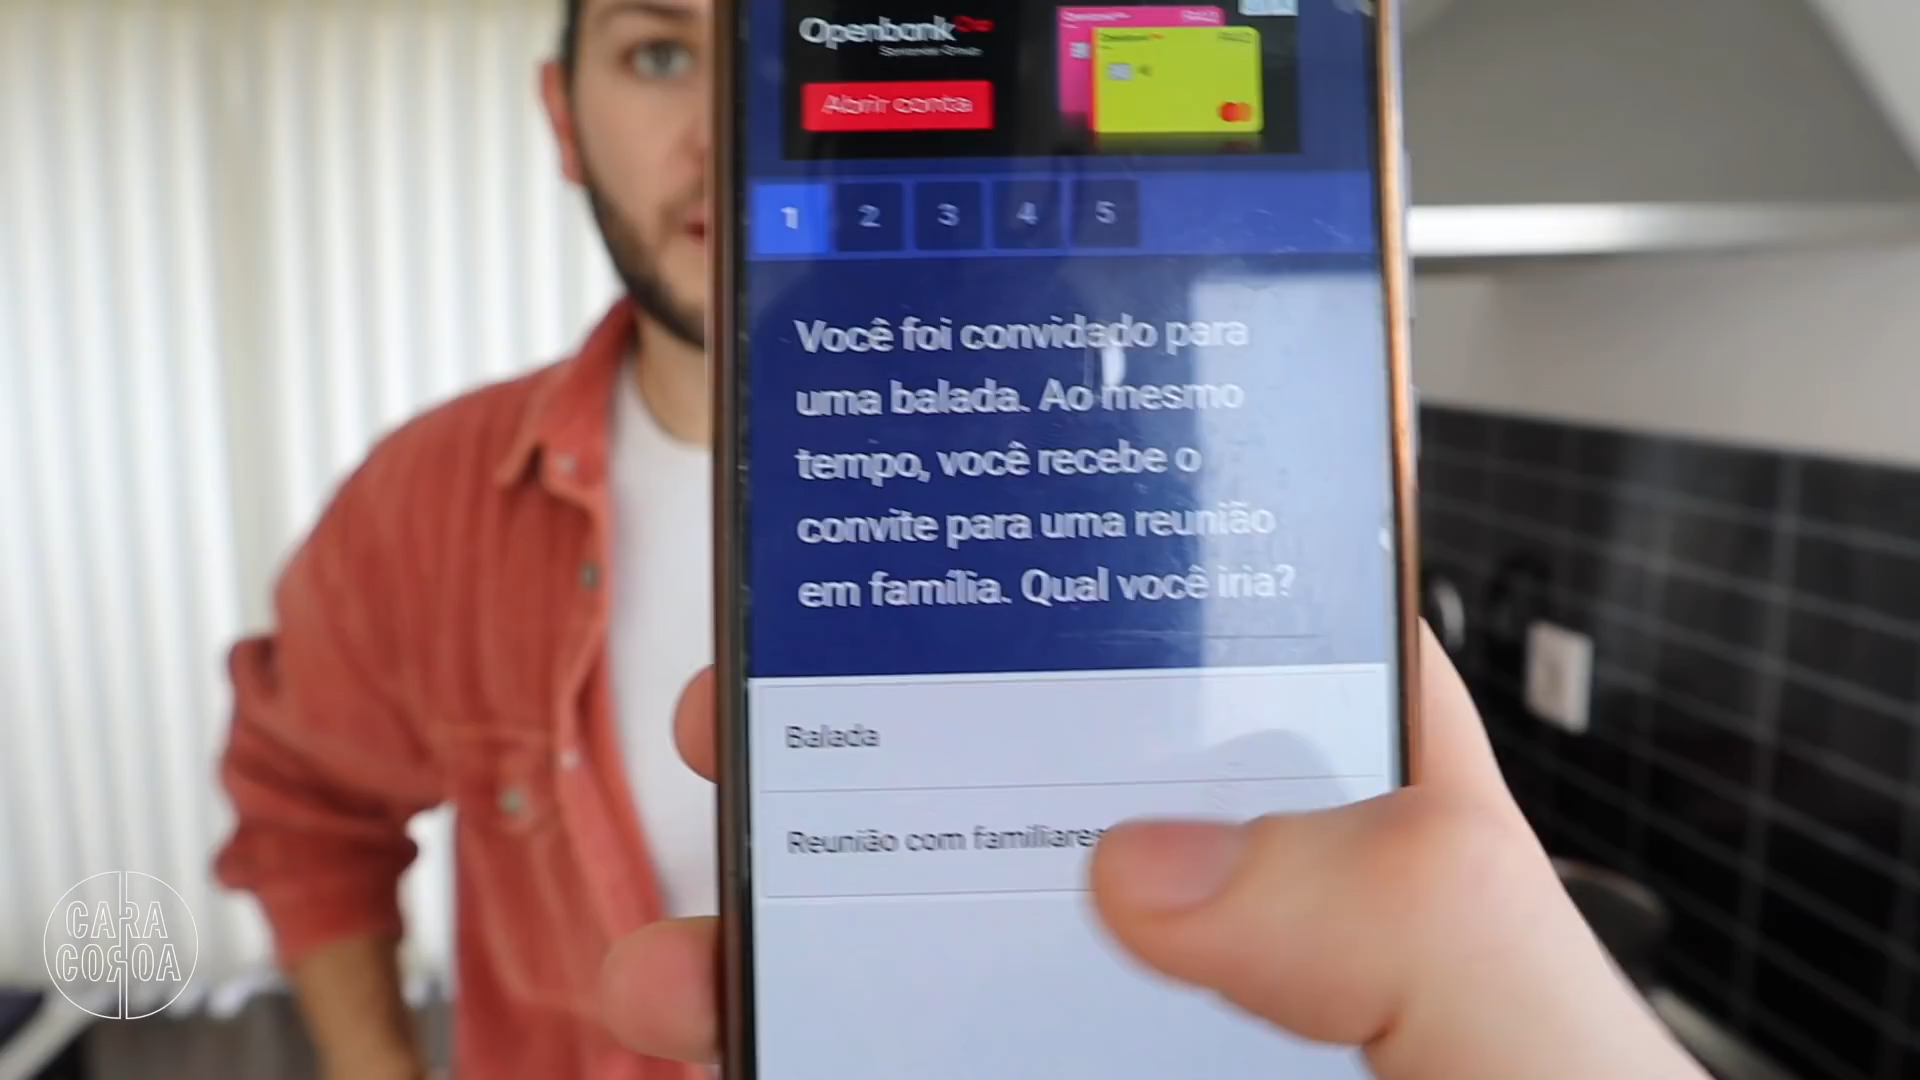 Openbank
Abrir conta
1 2 3 4 5
Você foi convidado para
uma balada. Ao mesmo
tempo, você recebe o
convite para uma reunião
em família. Qual você iria?
Balada
Reunião com familiares
CARA
COROA